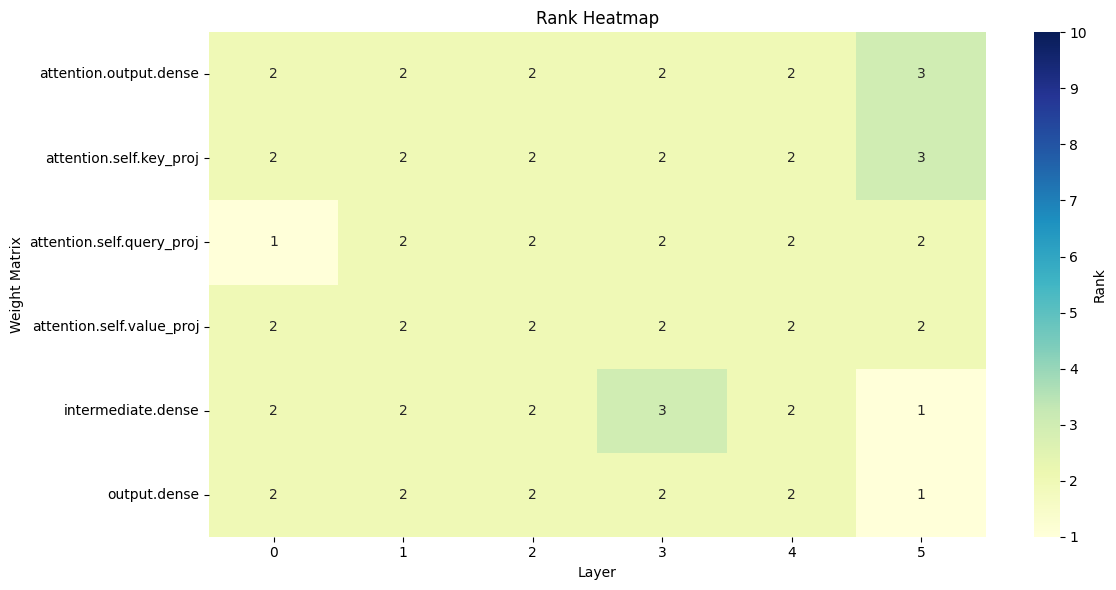 Rank Heatmap
Weight Matrix
attention.output.dense 2 2 2 2 2 3
attention.self.key_proj 2 2 2 2 2 3
attention.self.query_proj 1 2 2 2 2 2
attention.self.value_proj 2 2 2 2 2 2
intermediate.dense 2 2 2 3 2 1
output.dense 2 2 2 2 2 1
0 1 2 3 4 5
Layer
10
9
8
7
6
5
4
3
2
1
Rank